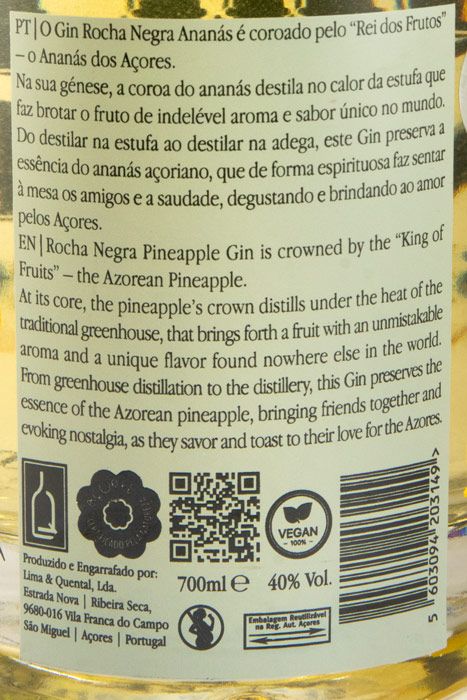 PT | O Gin Rocha Negra Ananás é coroado pelo “Rei dos Frutos”
– o Ananás dos Açores.
Na sua génese, a coroa do ananás destila no calor da estufa que
faz brotar o fruto de indelével aroma e sabor único no mundo.
Do destilar na estufa ao destilar na adega, este Gin preserva a
essência do ananás açoriano, que de forma espirituosa faz sentar
à mesa os amigos e a saudade, degustando e brindando ao amor
pelos Açores.
EN | Rocha Negra Pineapple Gin is crowned by the “King of
Fruits” – the Azorean Pineapple.
At its core, the pineapple’s crown distills under the heat of the
traditional greenhouse, that brings forth a fruit with an unmistakable
aroma and a unique flavor found nowhere else in the world.
From greenhouse distillation to the distillery, this Gin preserves the
essence of the Azorean pineapple, bringing friends together and
evoking nostalgia, as they savor and toast to their love for the Azores.
VEGAN
100%
5 603094 203149 >
Produzido e Engarrafado por:
Lima & Quental, Lda.
Estrada Nova | Ribeira Seca,
9680-016 Vila Franca do Campo
São Miguel | Açores | Portugal
700ml e 40% Vol.
Embalagem Reutilizável
na Reg. Aut. Açores